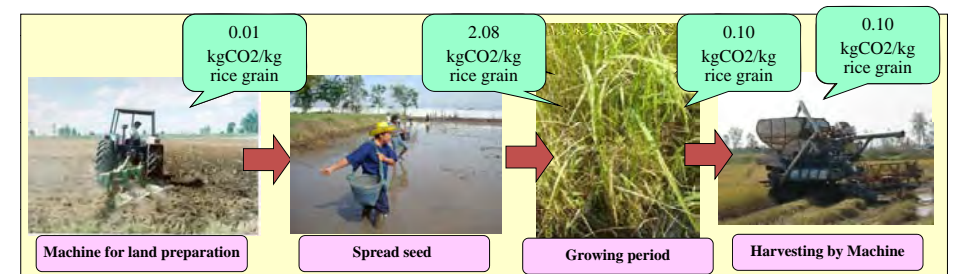 0.01
kgCO2/kg
rice grain
2.08
kgCO2/kg
rice grain
0.10
kgCO2/kg
rice grain
0.10
kgCO2/kg
rice grain
Machine for land preparation
Spread seed
Growing period
Harvesting by Machine